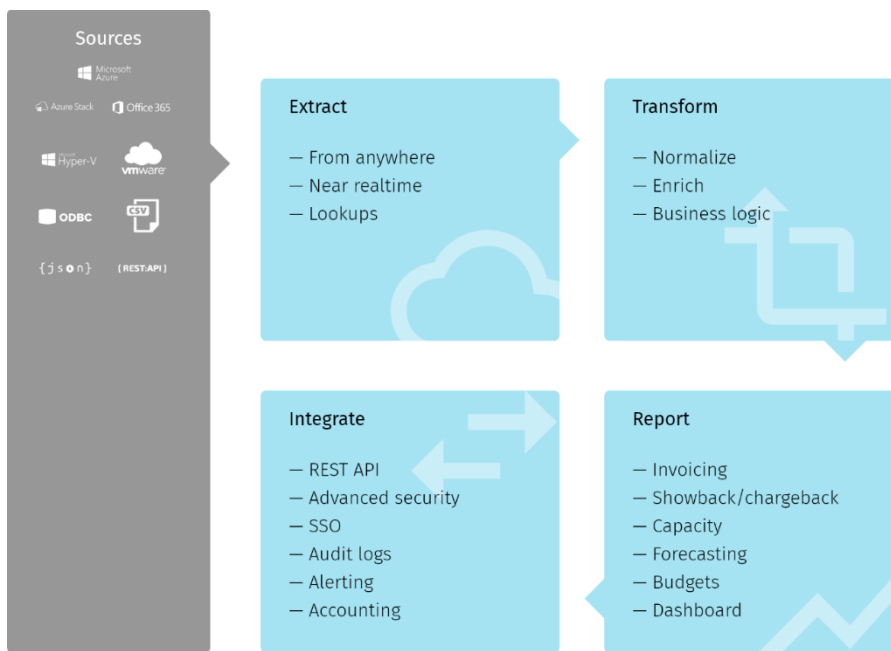 Sources
Microsoft
Azure
Azure Stack
Office 365
Microsoft
Hyper-V
vmware
ODBC
CSV
{json}
{REST:API}
Extract
— From anywhere
— Near realtime
— Lookups
Transform
— Normalize
— Enrich
— Business logic
Integrate
— REST API
— Advanced security
— SSO
— Audit logs
— Alerting
— Accounting
Report
— Invoicing
— Showback/chargeback
— Capacity
— Forecasting
— Budgets
— Dashboard